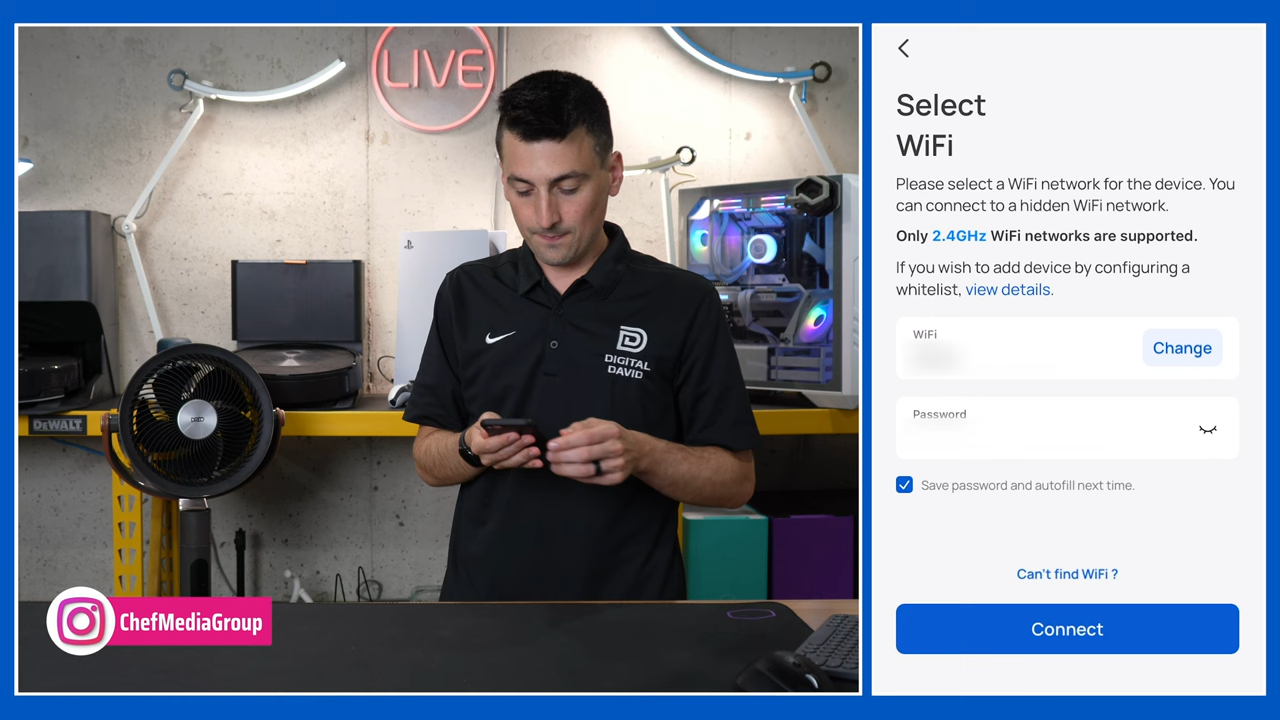 LIVE
DEWALT
DREO
DIGITAL
DAVID
ChefMediaGroup
Select
WiFi
Please select a WiFi network for the device. You
can connect to a hidden WiFi network.
Only 2.4GHz WiFi networks are supported.
If you wish to add device by configuring a
whitelist, view details.
WiFi
Change
Password
Save password and autofill next time.
Can't find WiFi ?
Connect